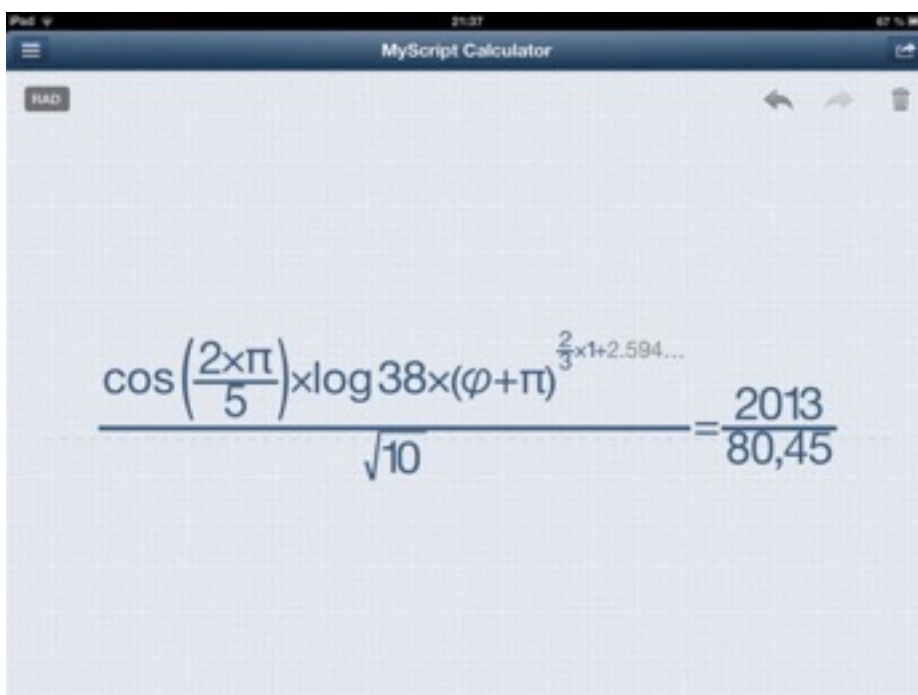 iPad 21:37 67 %
MyScript Calculator
RAD
cos(2×π/5)×log 38×(φ+π)^(2/3×1+2.594...)/√10=2013/80,45